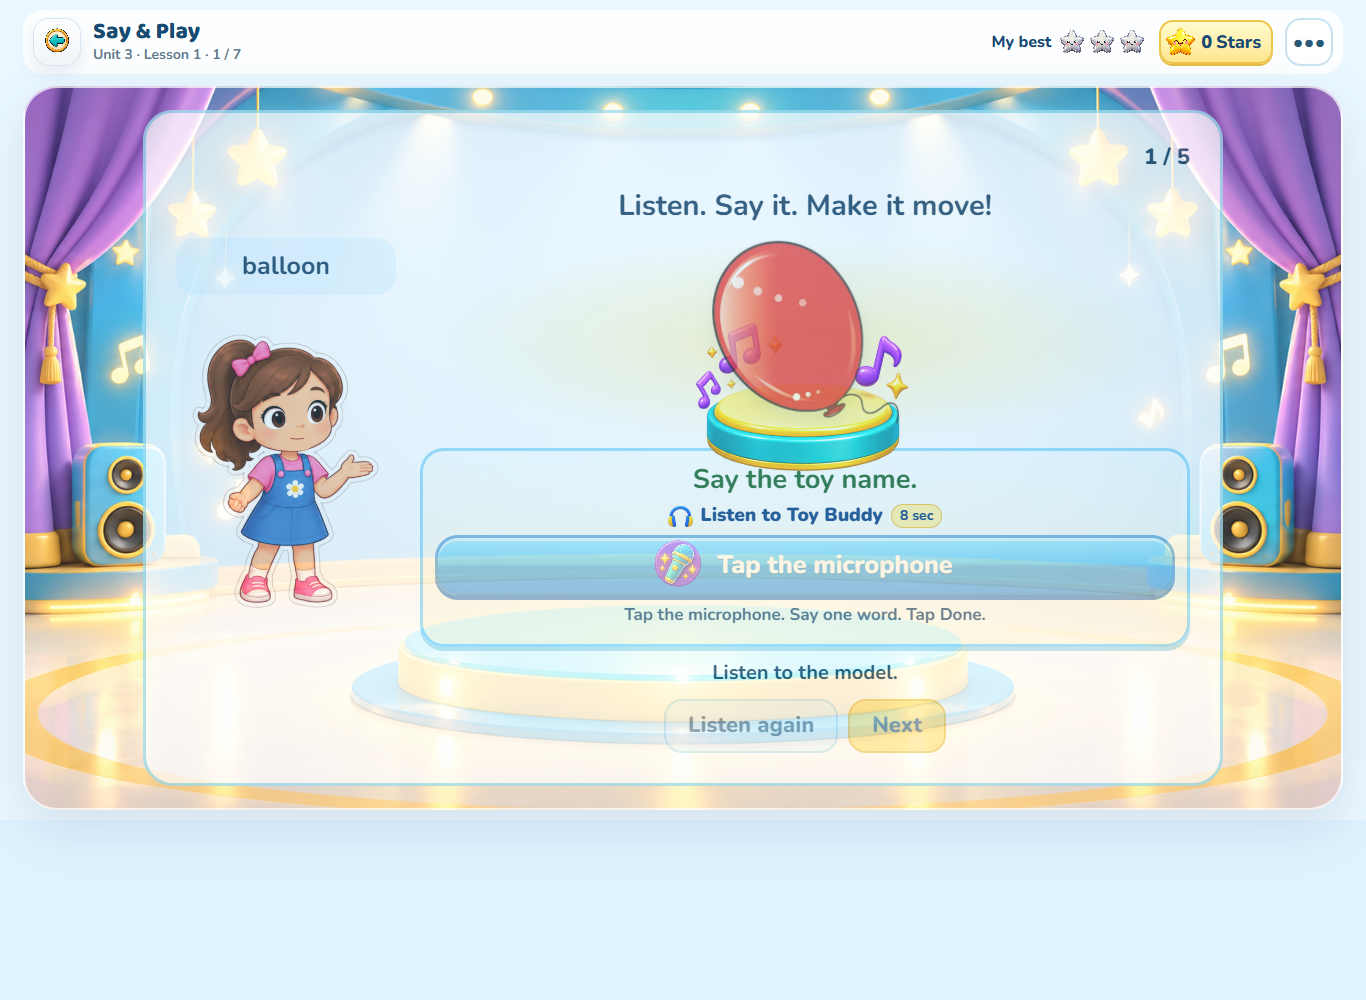 Say & Play
Unit 3 · Lesson 1 · 1 / 7
My best
0 Stars
1 / 5
Listen. Say it. Make it move!
balloon
Say the toy name.
Listen to Toy Buddy 8 sec
Tap the microphone
Tap the microphone. Say one word. Tap Done.
Listen to the model.
Listen again
Next